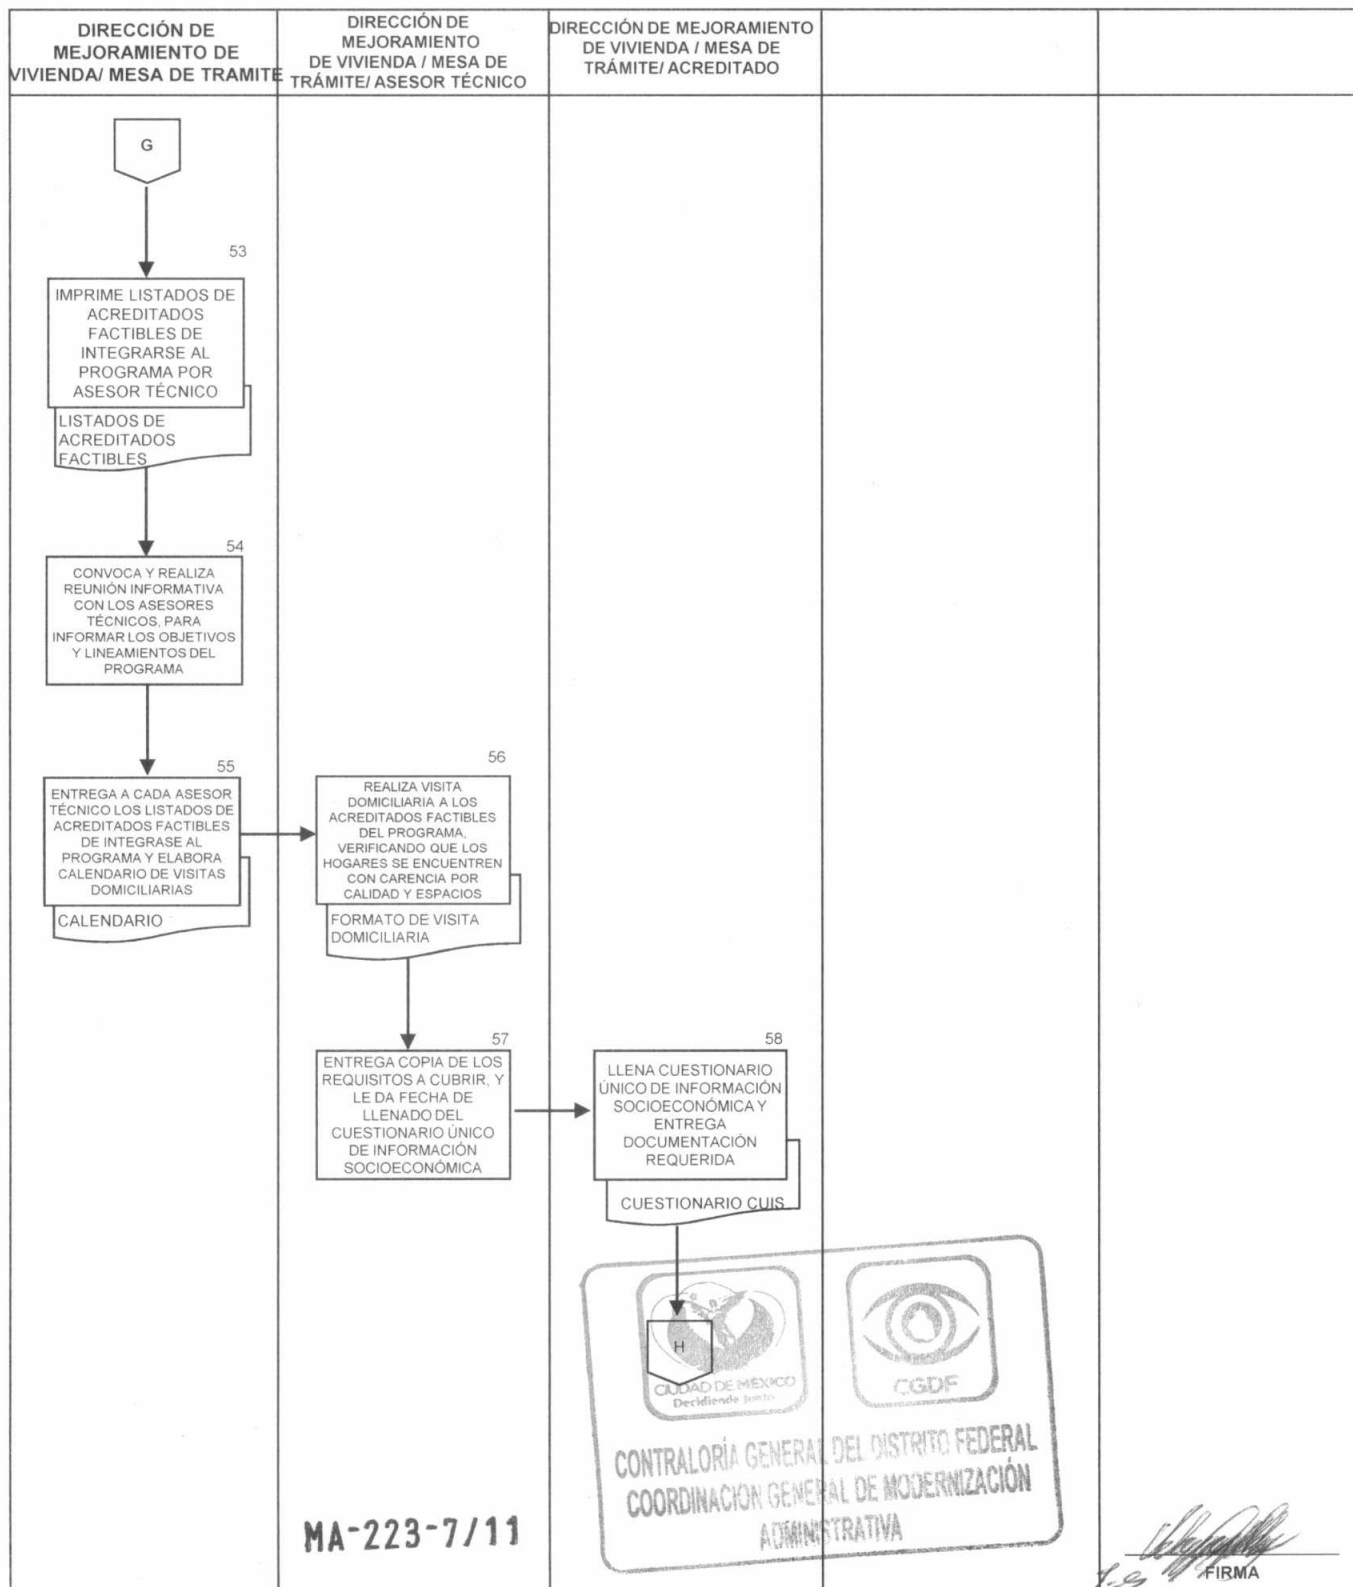 DIRECCIÓN DE
MEJORAMIENTO DE
VIVIENDA/ MESA DE TRAMITE
DIRECCIÓN DE
MEJORAMIENTO
DE VIVIENDA / MESA DE
TRÁMITE/ ASESOR TÉCNICO
DIRECCIÓN DE MEJORAMIENTO
DE VIVIENDA / MESA DE
TRÁMITE/ ACREDITADO
G
53
IMPRIME LISTADOS DE
ACREDITADOS
FACTIBLES DE
INTEGRARSE AL
PROGRAMA POR
ASESOR TÉCNICO
LISTADOS DE
ACREDITADOS
FACTIBLES
54
CONVOCA Y REALIZA
REUNIÓN INFORMATIVA
CON LOS ASESORES
TÉCNICOS, PARA
INFORMAR LOS OBJETIVOS
Y LINEAMIENTOS DEL
PROGRAMA
55
ENTREGA A CADA ASESOR
TÉCNICO LOS LISTADOS DE
ACREDITADOS FACTIBLES
DE INTEGRASE AL
PROGRAMA Y ELABORA
CALENDARIO DE VISITAS
DOMICILIARIAS
CALENDARIO
56
REALIZA VISITA
DOMICILIARIA A LOS
ACREDITADOS FACTIBLES
DEL PROGRAMA,
VERIFICANDO QUE LOS
HOGARES SE ENCUENTREN
CON CARENCIA POR
CALIDAD Y ESPACIOS
FORMATO DE VISITA
DOMICILIARIA
57
ENTREGA COPIA DE LOS
REQUISITOS A CUBRIR, Y
LE DA FECHA DE
LLENADO DEL
CUESTIONARIO ÚNICO
DE INFORMACIÓN
SOCIOECONÓMICA
58
LLENA CUESTIONARIO
ÚNICO DE INFORMACIÓN
SOCIOECONÓMICA Y
ENTREGA
DOCUMENTACIÓN
REQUERIDA
CUESTIONARIO CUIS
H
CIUDAD DE MÉXICO
Decidiendo Juntos
CGDF
CONTRALORÍA GENERAL DEL DISTRITO FEDERAL
COORDINACIÓN GENERAL DE MODERNIZACIÓN
ADMINISTRATIVA
MA-223-7/11
FIRMA